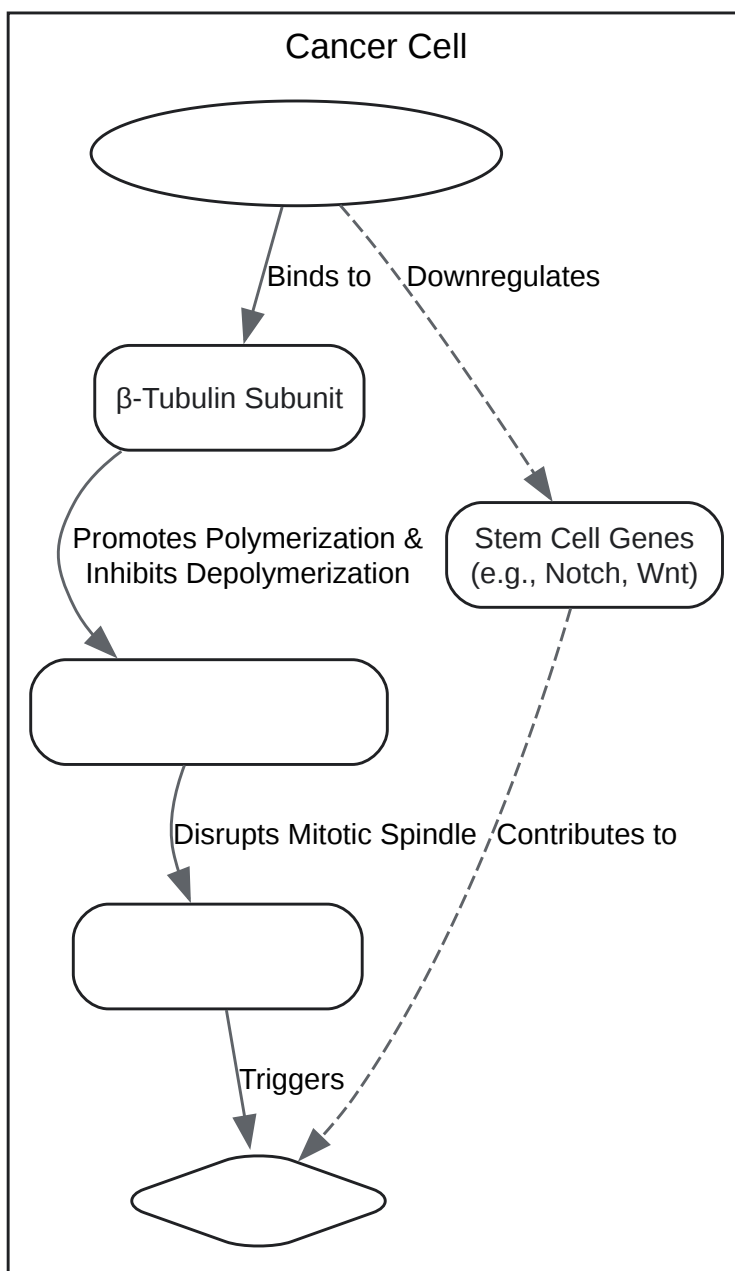 Cancer Cell
Binds to
Downregulates
β-Tubulin Subunit
Promotes Polymerization &
Inhibits Depolymerization
Stem Cell Genes
(e.g., Notch, Wnt)
Disrupts Mitotic Spindle
Contributes to
Triggers